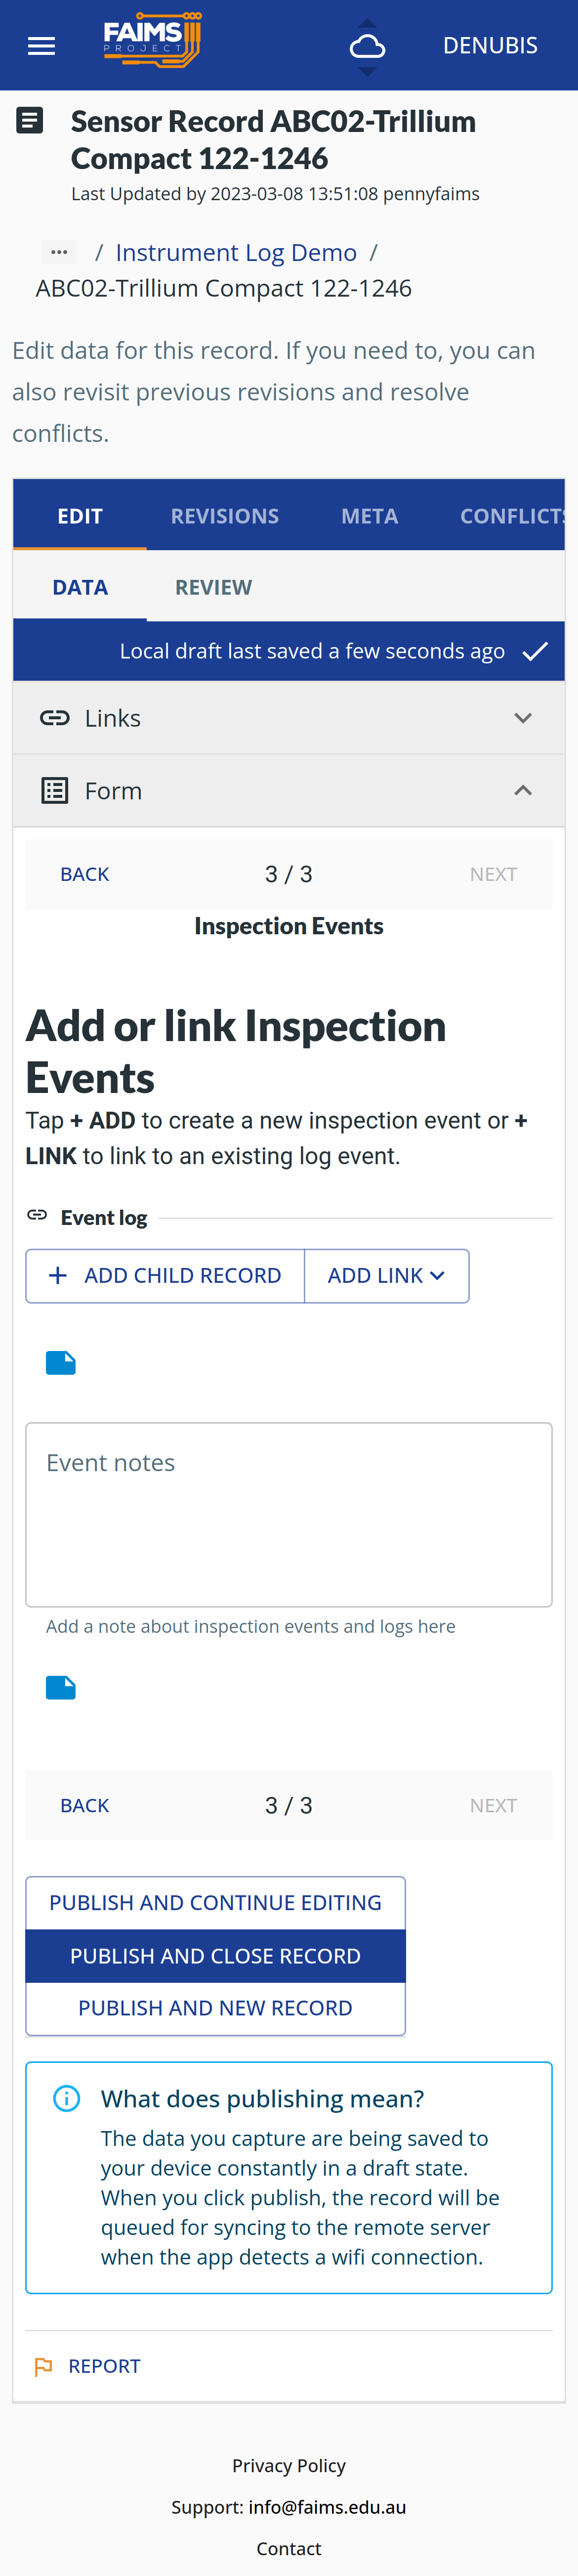 FAIMS
PROJECT
DENUBIS
Sensor Record ABC02-Trillium
Compact 122-1246
Last Updated by 2023-03-08 13:51:08 pennyfaims
... / Instrument Log Demo /
ABC02-Trillium Compact 122-1246
Edit data for this record. If you need to, you can
also revisit previous revisions and resolve
conflicts.
EDIT REVISIONS META CONFLICTS
DATA REVIEW
Local draft last saved a few seconds ago
Links
Form
BACK 3 / 3 NEXT
Inspection Events
Add or link Inspection
Events
Tap + ADD to create a new inspection event or +
LINK to link to an existing log event.
Event log
+ ADD CHILD RECORD ADD LINK
Event notes
Add a note about inspection events and logs here
BACK 3 / 3 NEXT
PUBLISH AND CONTINUE EDITING
PUBLISH AND CLOSE RECORD
PUBLISH AND NEW RECORD
What does publishing mean?
The data you capture are being saved to
your device constantly in a draft state.
When you click publish, the record will be
queued for syncing to the remote server
when the app detects a wifi connection.
REPORT
Privacy Policy
Support: info@faims.edu.au
Contact